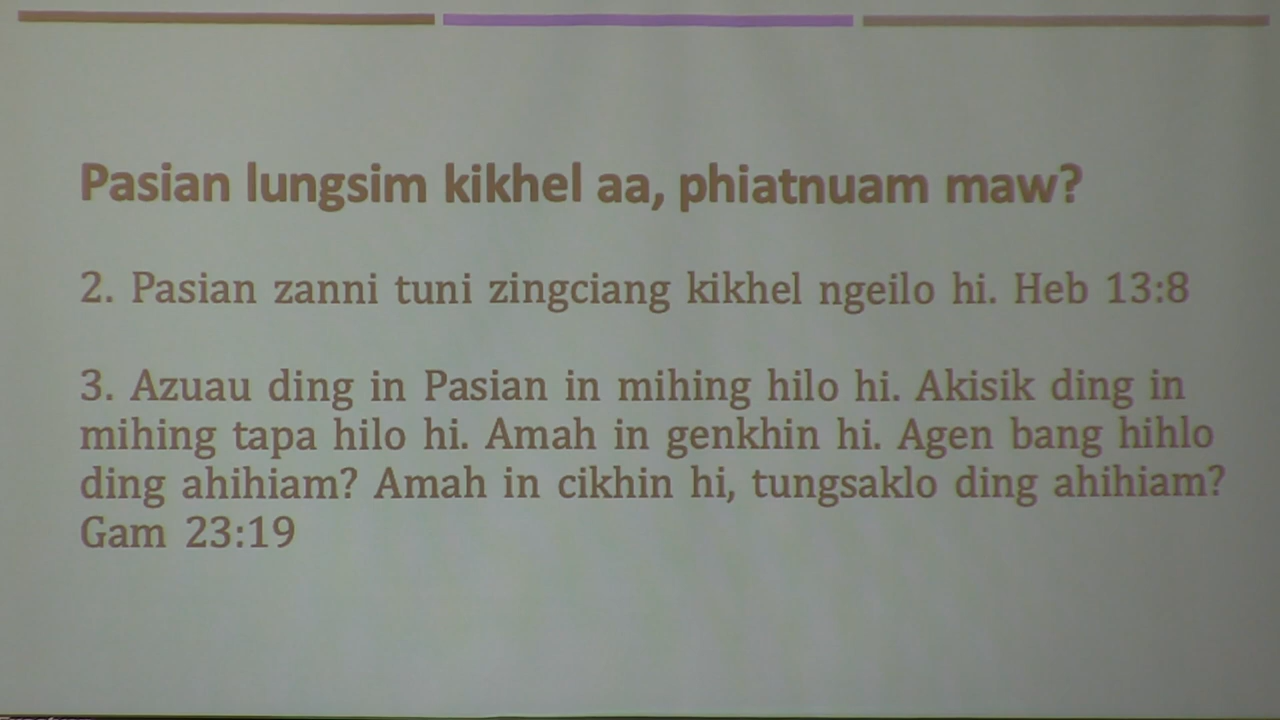 Pasian lungsim kikhel aa, phiatnuam maw?
2. Pasian zanni tuni zingciang kikhel ngeilo hi. Heb 13:8
3. Azuau ding in Pasian in mihing hilo hi. Akisik ding in
mihing tapa hilo hi. Amah in genkhin hi. Agen bang hihlo
ding ahihiam? Amah in cikhin hi, tungsaklo ding ahihiam?
Gam 23:19